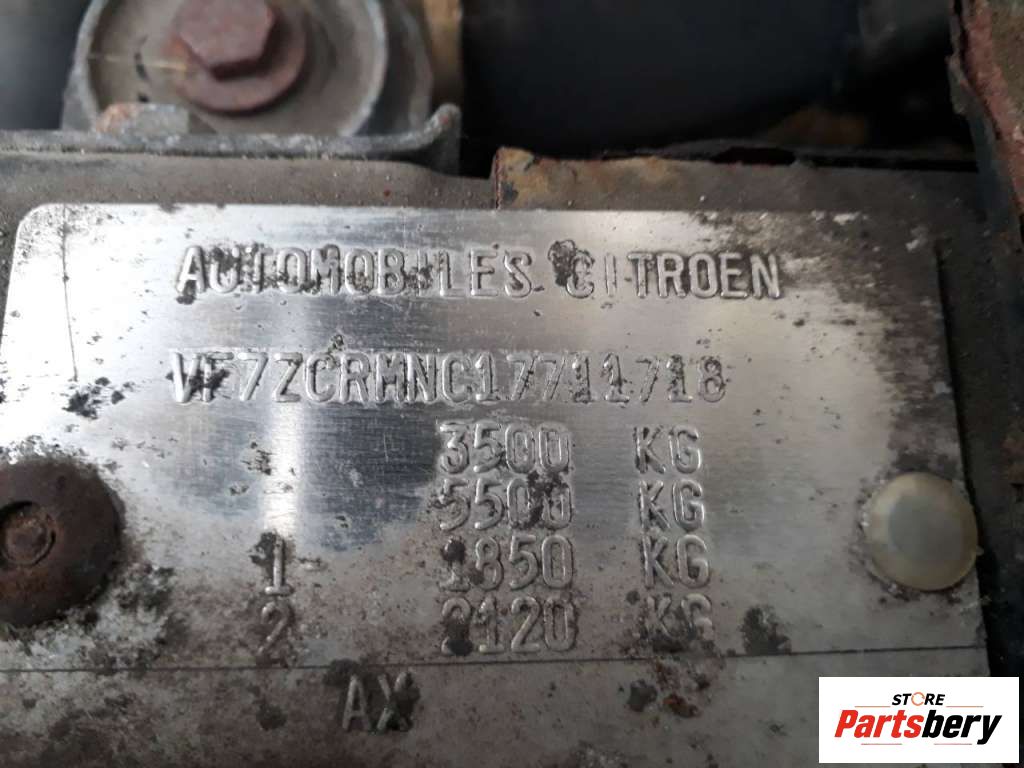 AUTOMOBILES CITROEN
VF7ZCRMNC17711718
3500 KG
5500 KG
1- 1850 KG
2 2120 KG
AX
STORE
Partsbery